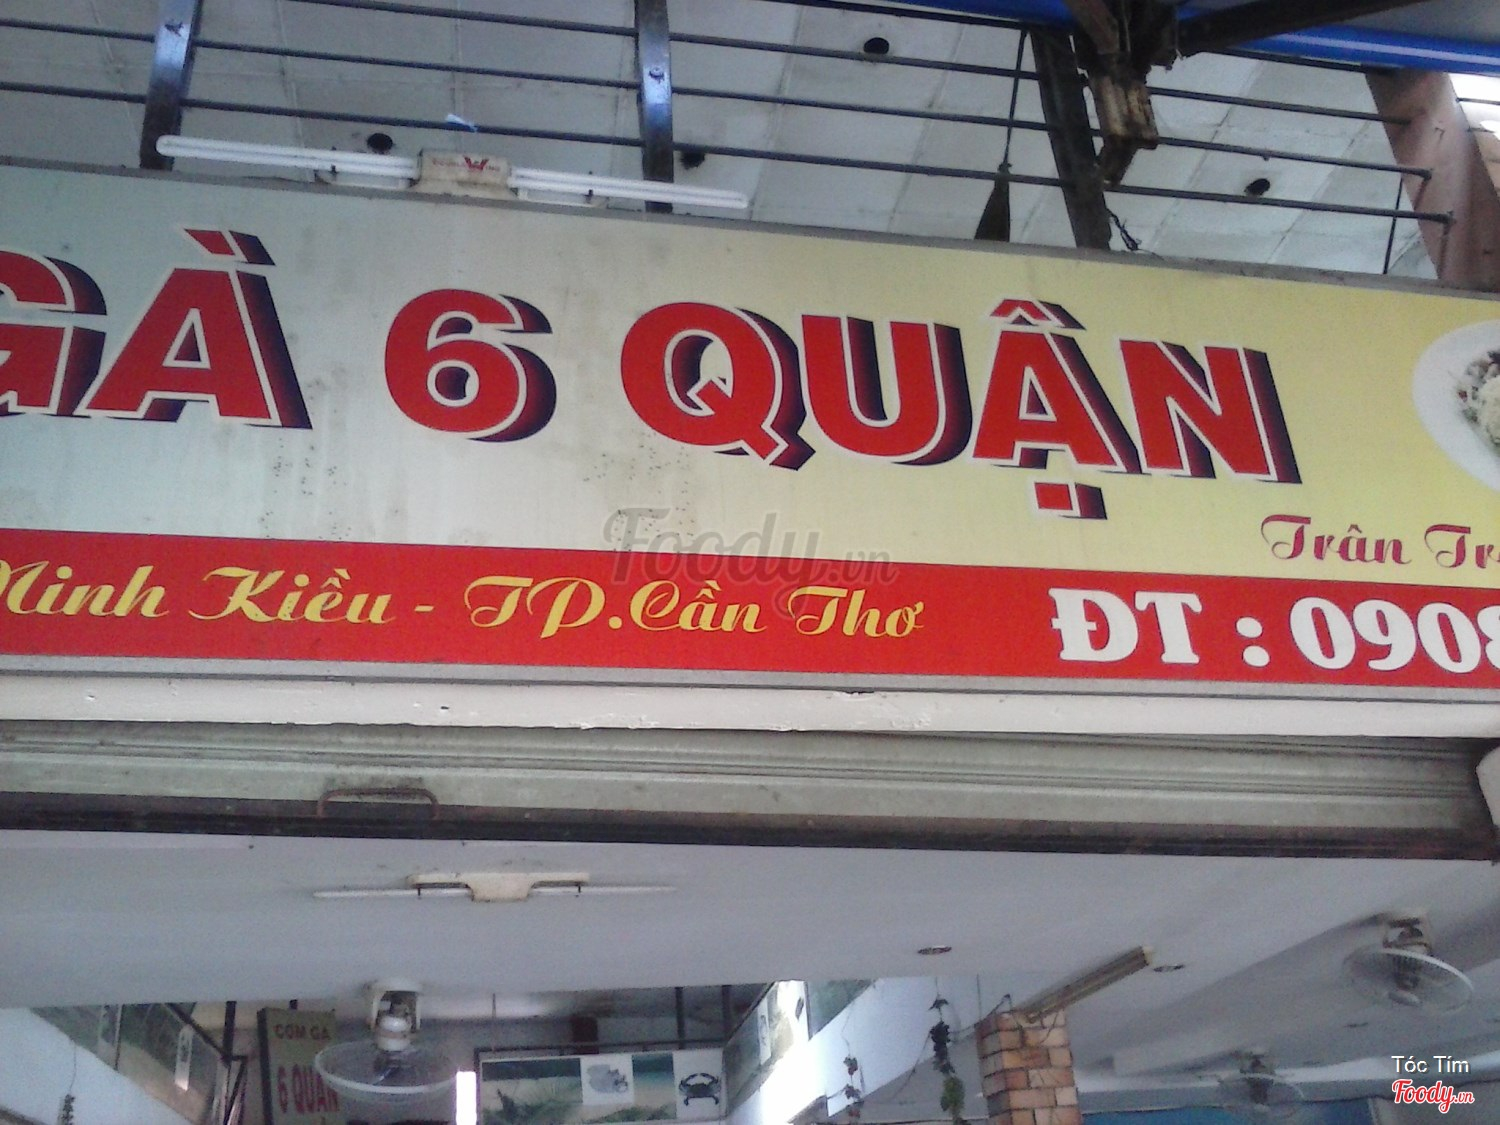 GÀ 6 QUẬN
Trân Tr
Minh Kiều - TP.Cần Thơ
ĐT : 0908
Foody.vn
CƠM GÀ
6 QUẬN
Tóc Tím
Foody.vn